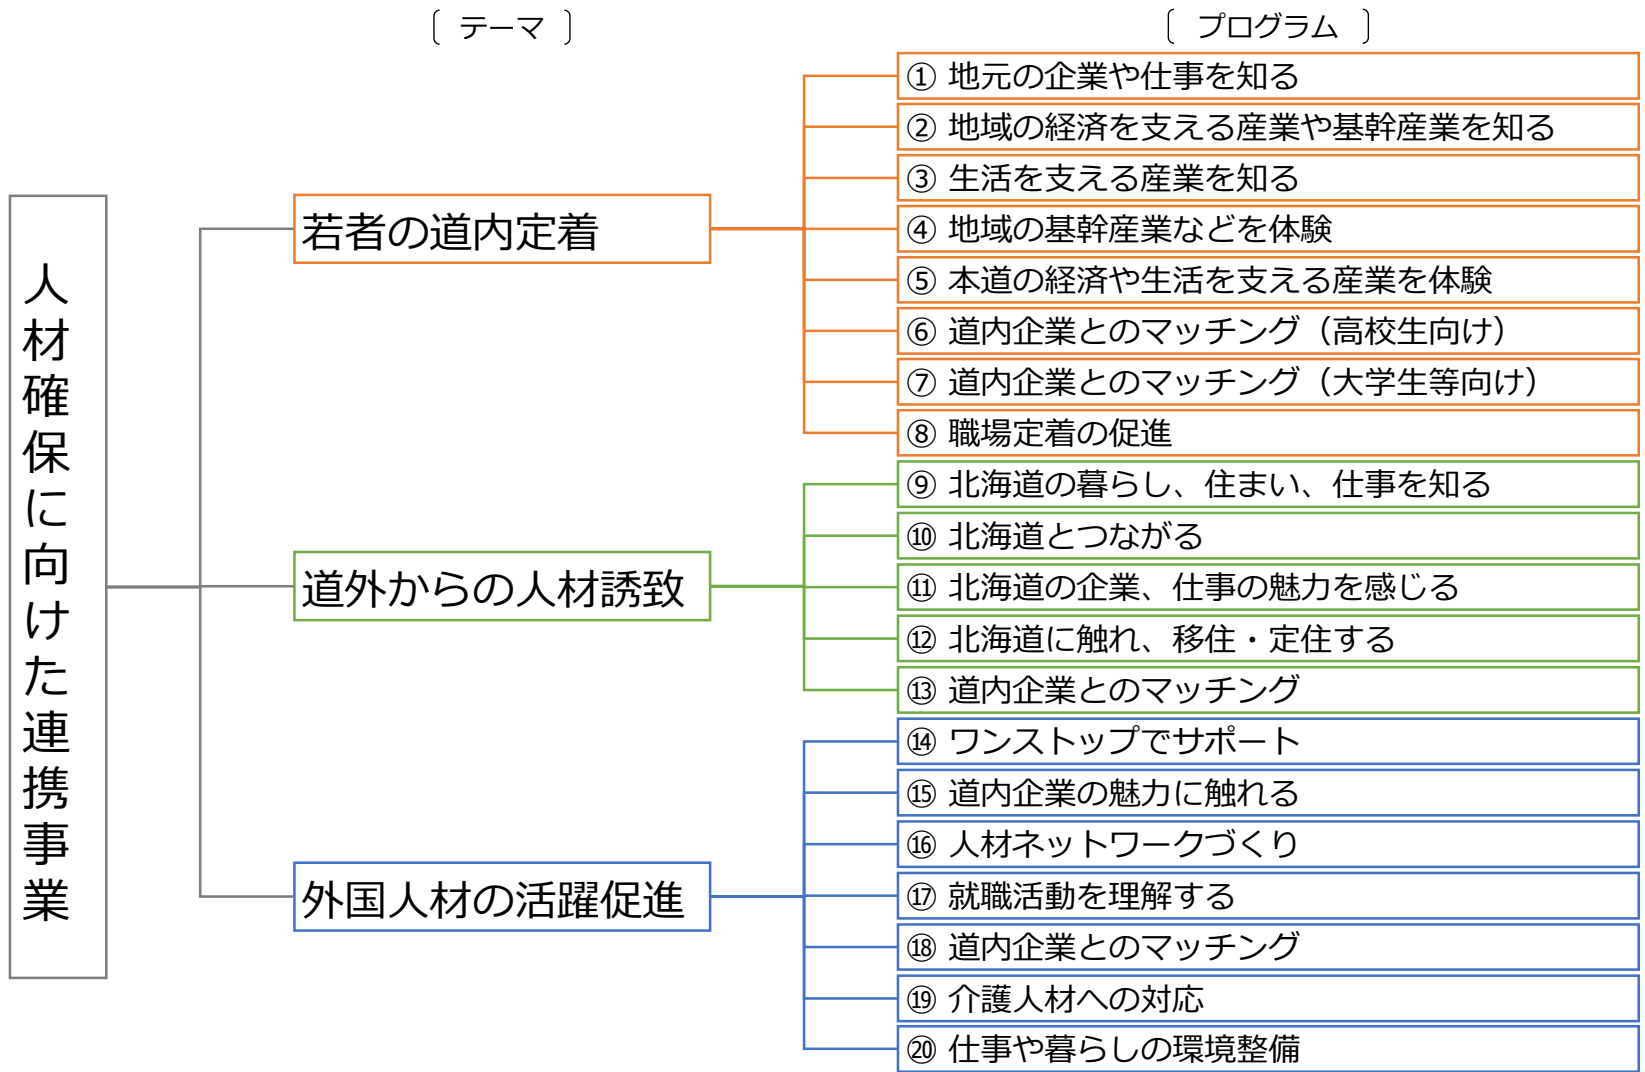 〔 テーマ 〕
〔 プログラム 〕
人材確保に向けた連携事業
若者の道内定着
① 地元の企業や仕事を知る
② 地域の経済を支える産業や基幹産業を知る
③ 生活を支える産業を知る
④ 地域の基幹産業などを体験
⑤ 本道の経済や生活を支える産業を体験
⑥ 道内企業とのマッチング（高校生向け）
⑦ 道内企業とのマッチング（大学生等向け）
⑧ 職場定着の促進
道外からの人材誘致
⑨ 北海道の暮らし、住まい、仕事を知る
⑩ 北海道とつながる
⑪ 北海道の企業、仕事の魅力を感じる
⑫ 北海道に触れ、移住・定住する
⑬ 道内企業とのマッチング
外国人材の活躍促進
⑭ ワンストップでサポート
⑮ 道内企業の魅力に触れる
⑯ 人材ネットワークづくり
⑰ 就職活動を理解する
⑱ 道内企業とのマッチング
⑲ 介護人材への対応
⑳ 仕事や暮らしの環境整備